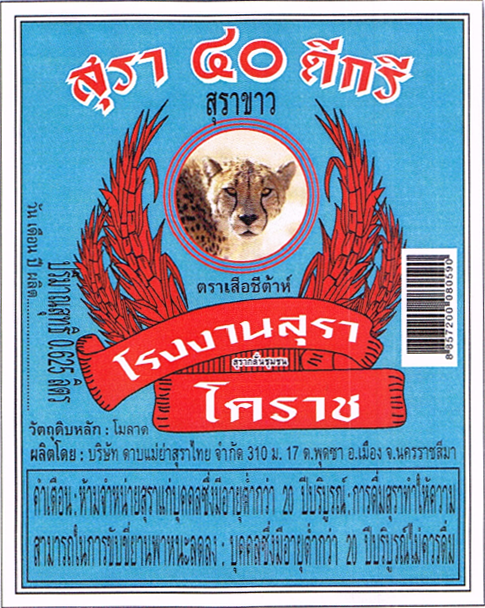 สุรา ๔๐ ดีกรี
สุราขาว
ตราเสือชีต้าห์
โรงงานสุรา
สุรากลั่นชุมชน
โคราช
วัน เดือน ปี ผลิต
ปริมาณสุทธิ 0.625 ลิตร
8 857200 080590
วัตถุดิบหลัก : โมลาด
ผลิตโดย : บริษัท ดาบแม่ย่าสุราไทย จำกัด 310 ม. 17 ต.พุดซา อ.เมือง จ.นครราชสีมา
คำเตือน : ห้ามจำหน่ายสุราแก่บุคคลซึ่งมีอายุต่ำกว่า 20 ปีบริบูรณ์ : การดื่มสุราทำให้ความ
สามารถในการขับขี่ยานพาหนะลดลง : บุคคลซึ่งมีอายุต่ำกว่า 20 ปีบริบูรณ์ไม่ควรดื่ม